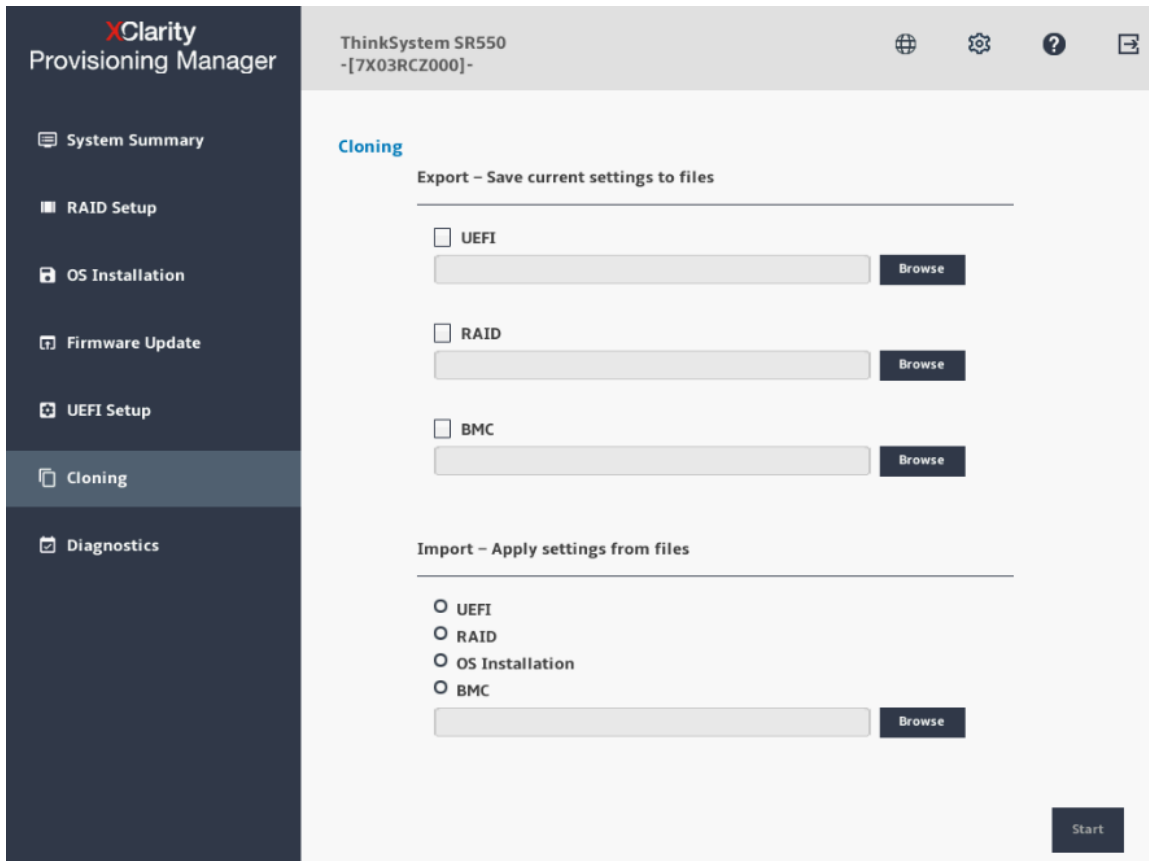 XClarity
Provisioning Manager
ThinkSystem SR550
-[7X03RCZ000]-
System Summary
RAID Setup
OS Installation
Firmware Update
UEFI Setup
Cloning
Diagnostics
Cloning
Export – Save current settings to files
UEFI
Browse
RAID
Browse
BMC
Browse
Import – Apply settings from files
UEFI
RAID
OS Installation
BMC
Browse
Start